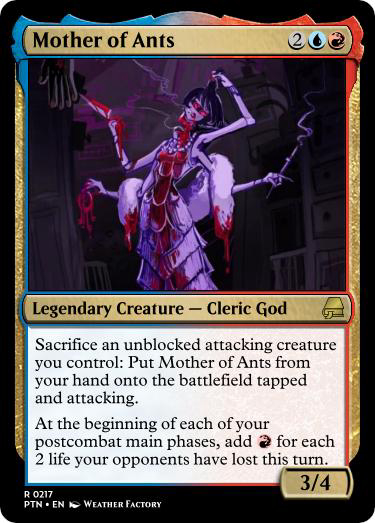 Mother of Ants 2
Legendary Creature — Cleric God
Sacrifice an unblocked attacking creature
you control: Put Mother of Ants from
your hand onto the battlefield tapped
and attacking.
At the beginning of each of your
postcombat main phases, add for each
2 life your opponents have lost this turn.
3/4
R 0217
PTN • EN WEATHER FACTORY